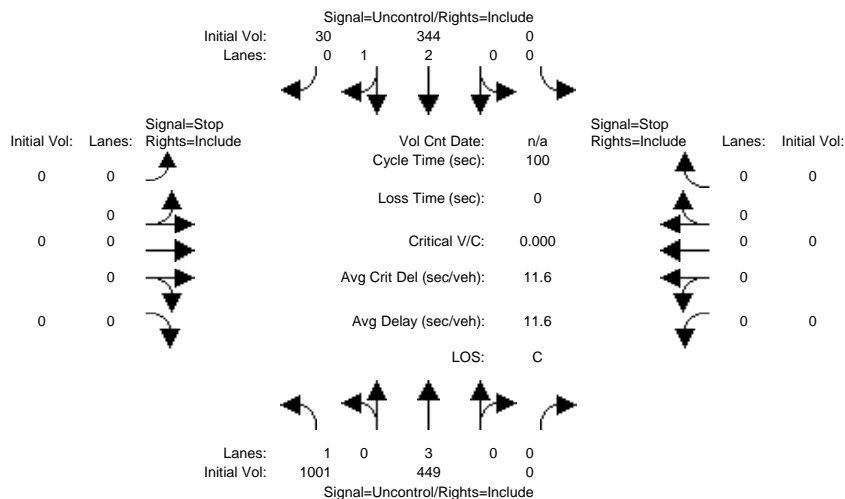 Signal=Uncontrol/Rights=Include
Initial Vol: 30 344 0
Lanes: 0 1 2 0 0
Signal=Stop
Initial Vol: Lanes: Rights=Include
Vol Cnt Date: n/a
Signal=Stop
Rights=Include Lanes: Initial Vol:
Cycle Time (sec): 100
0 0
0 0
Loss Time (sec): 0
0
0
0 0
Critical V/C: 0.000
0 0
0
Avg Crit Del (sec/veh): 11.6
0
0 0
Avg Delay (sec/veh): 11.6
0 0
LOS: C
Lanes: 1 0 3 0 0
Initial Vol: 1001 449 0
Signal=Uncontrol/Rights=Include